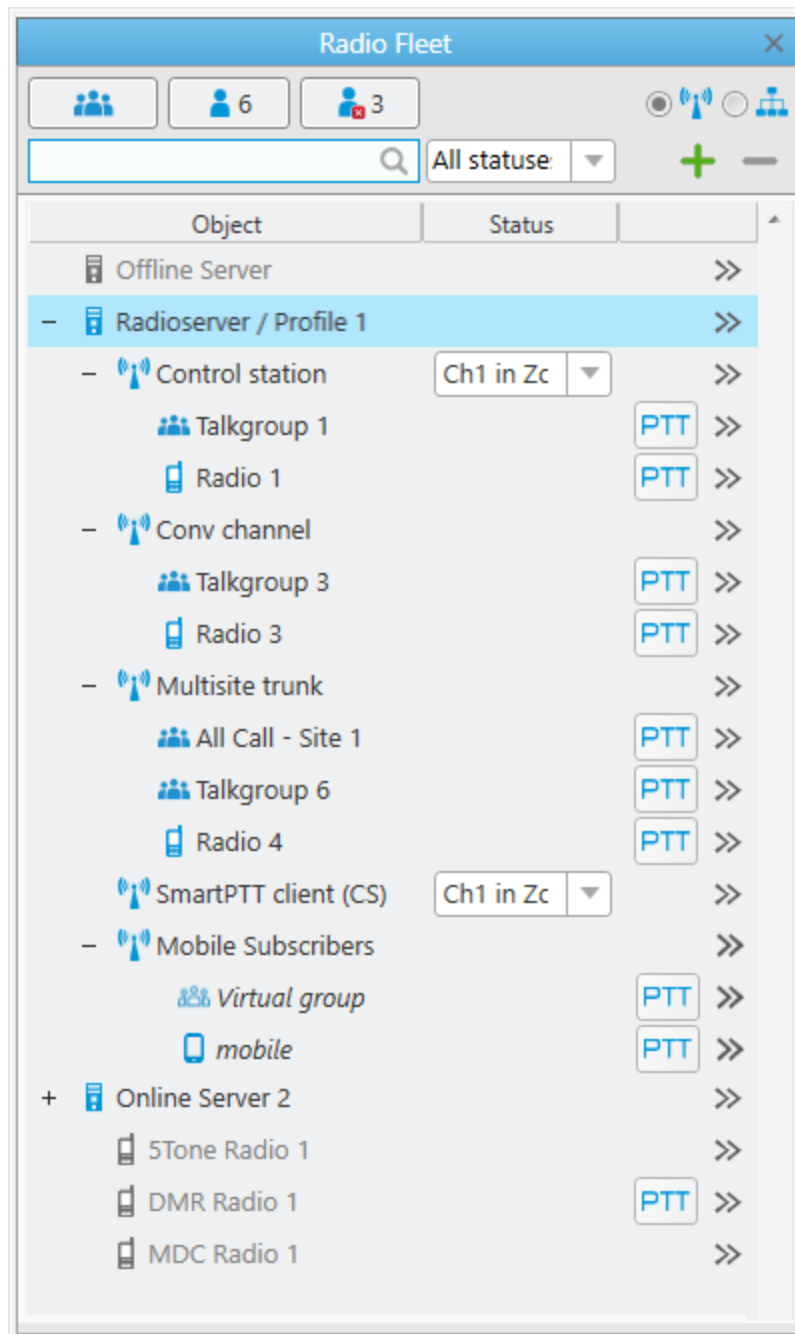 Radio Fleet
6
3
All statuse
Object Status
Offline Server
Radioserver / Profile 1
Control station Ch1 in Zc
Talkgroup 1 PTT
Radio 1 PTT
Conv channel
Talkgroup 3 PTT
Radio 3 PTT
Multisite trunk
All Call - Site 1 PTT
Talkgroup 6 PTT
Radio 4 PTT
SmartPTT client (CS) Ch1 in Zc
Mobile Subscribers
Virtual group PTT
mobile PTT
Online Server 2
5Tone Radio 1
DMR Radio 1 PTT
MDC Radio 1